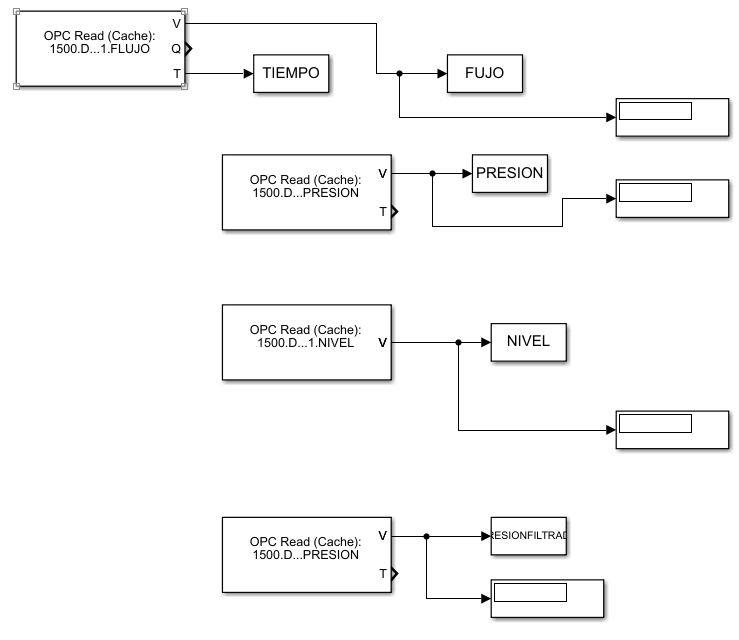 OPC Read (Cache):
1500.D...1.FLUJO
V
Q
T
TIEMPO
FUJO
OPC Read (Cache):
1500.D...PRESION
V
T
PRESION
OPC Read (Cache):
1500.D...1.NIVEL
V
NIVEL
OPC Read (Cache):
1500.D...PRESION
V
T
RESIONFILTRAD